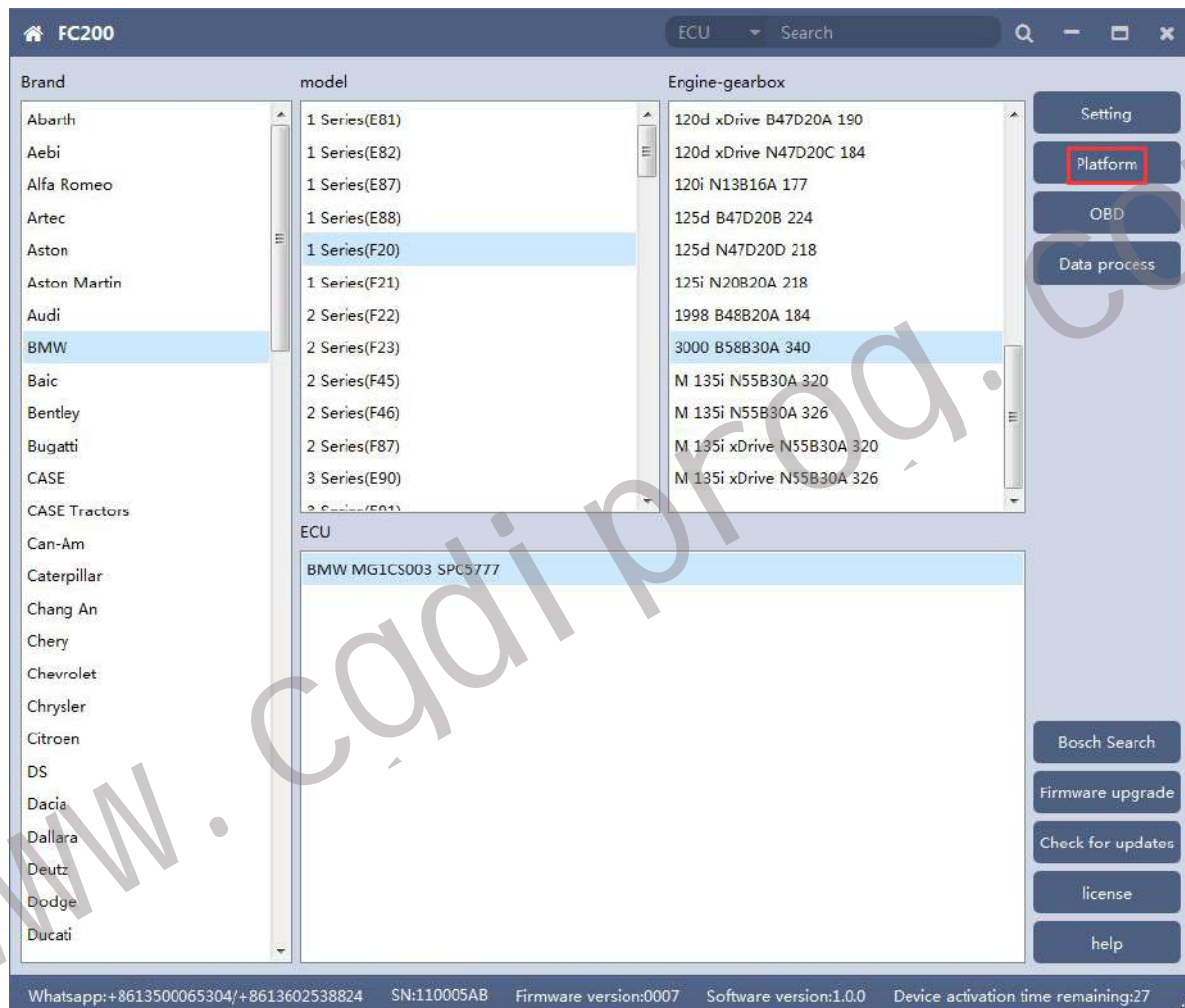 FC200
ECU
Search
Brand
model
Engine-gearbox
Abarth
Aebi
Alfa Romeo
Artec
Aston
Aston Martin
Audi
BMW
Baic
Bentley
Bugatti
CASE
CASE Tractors
Can-Am
Caterpillar
Chang An
Chery
Chevrolet
Chrysler
Citroen
DS
Dacia
Dallara
Deutz
Dodge
Ducati
1 Series(E81)
1 Series(E82)
1 Series(E87)
1 Series(E88)
1 Series(F20)
1 Series(F21)
2 Series(F22)
2 Series(F23)
2 Series(F45)
2 Series(F46)
2 Series(F87)
3 Series(E90)
3 Series(E91)
120d xDrive B47D20A 190
120d xDrive N47D20C 184
120i N13B16A 177
125d B47D20B 224
125d N47D20D 218
125i N20B20A 218
1998 B48B20A 184
3000 B58B30A 340
M 135i N55B30A 320
M 135i N55B30A 326
M 135i xDrive N55B30A 320
M 135i xDrive N55B30A 326
ECU
BMW MG1CS003 SPC5777
Setting
Platform
OBD
Data process
Bosch Search
Firmware upgrade
Check for updates
license
help
Whatsapp:+8613500065304/+8613602538824 SN:110005AB Firmware version:0007 Software version:1.0.0 Device activation time remaining:27
www.cgdiprog.com